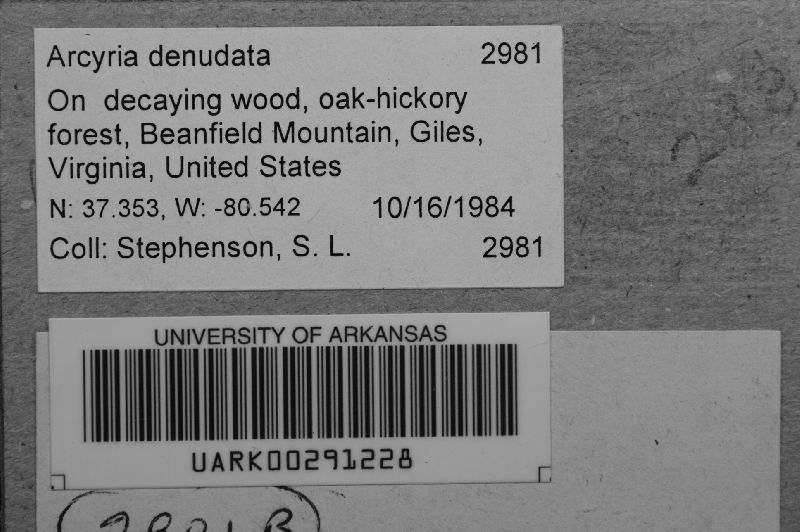 Arcyria denudata 2981
On decaying wood, oak-hickory
forest, Beanfield Mountain, Giles,
Virginia, United States
N: 37.353, W: -80.542 10/16/1984
Coll: Stephenson, S. L. 2981
UNIVERSITY OF ARKANSAS
UARK00291228